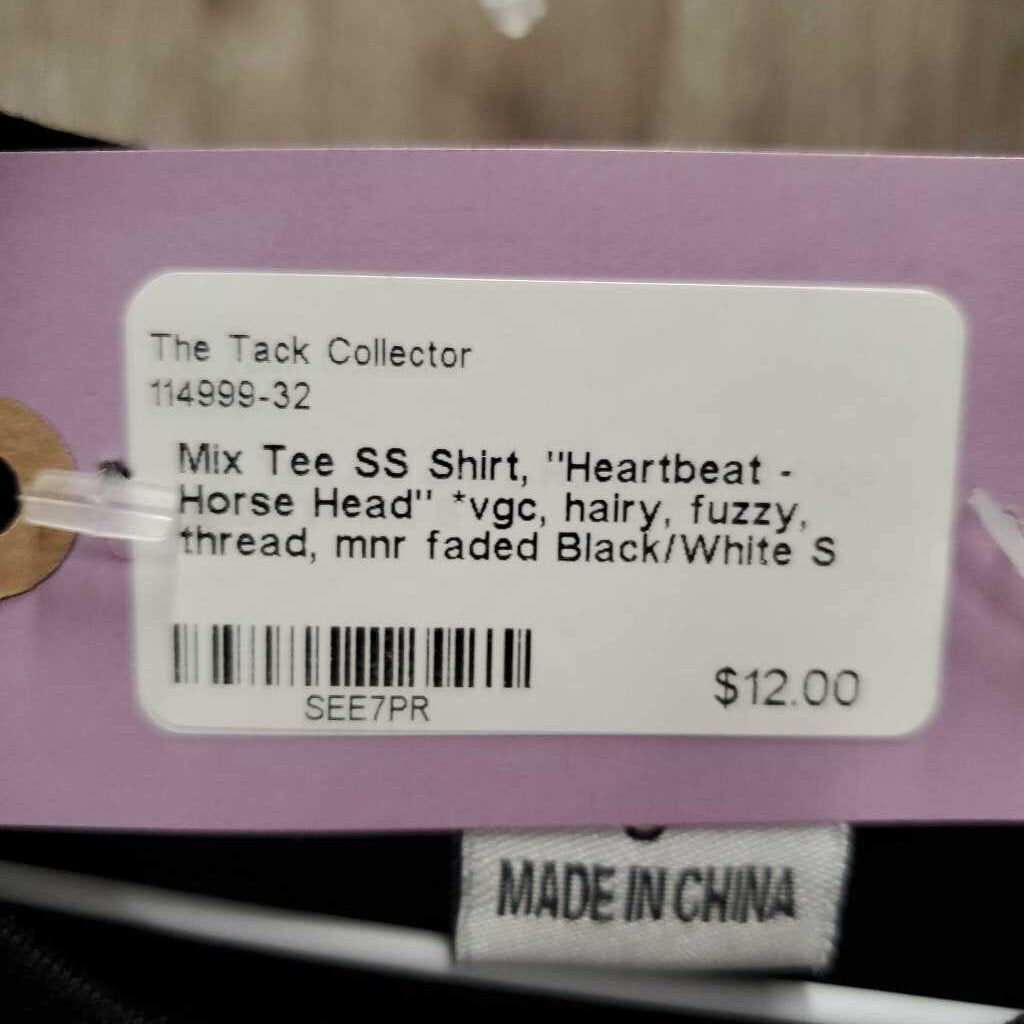 The Tack Collector
114999-32
Mix Tee SS Shirt, "Heartbeat -
Horse Head" *vgc, hairy, fuzzy,
thread, mnr faded Black/White S
SEE7PR
$12.00
MADE IN CHINA